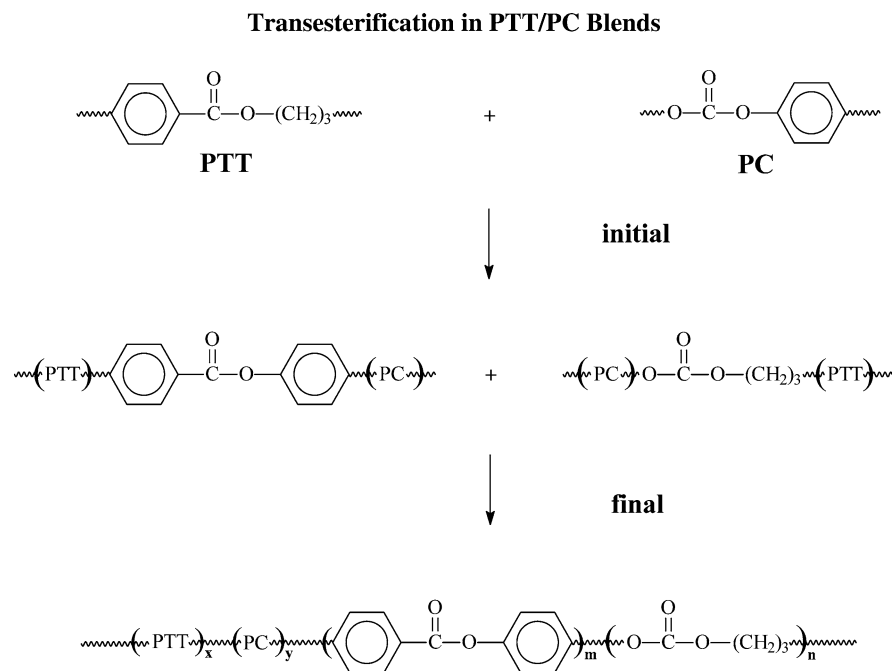 Transesterification in PTT/PC Blends
O O
C—O—(CH₂)₃ + O—C—O
PTT PC
initial
O O
(PTT) C—O (PC) + (PC) O—C—O—(CH₂)₃ (PTT)
final
O O
(PTT)x (PC)y ( C—O )m ( O—C—O—(CH₂)₃ )n